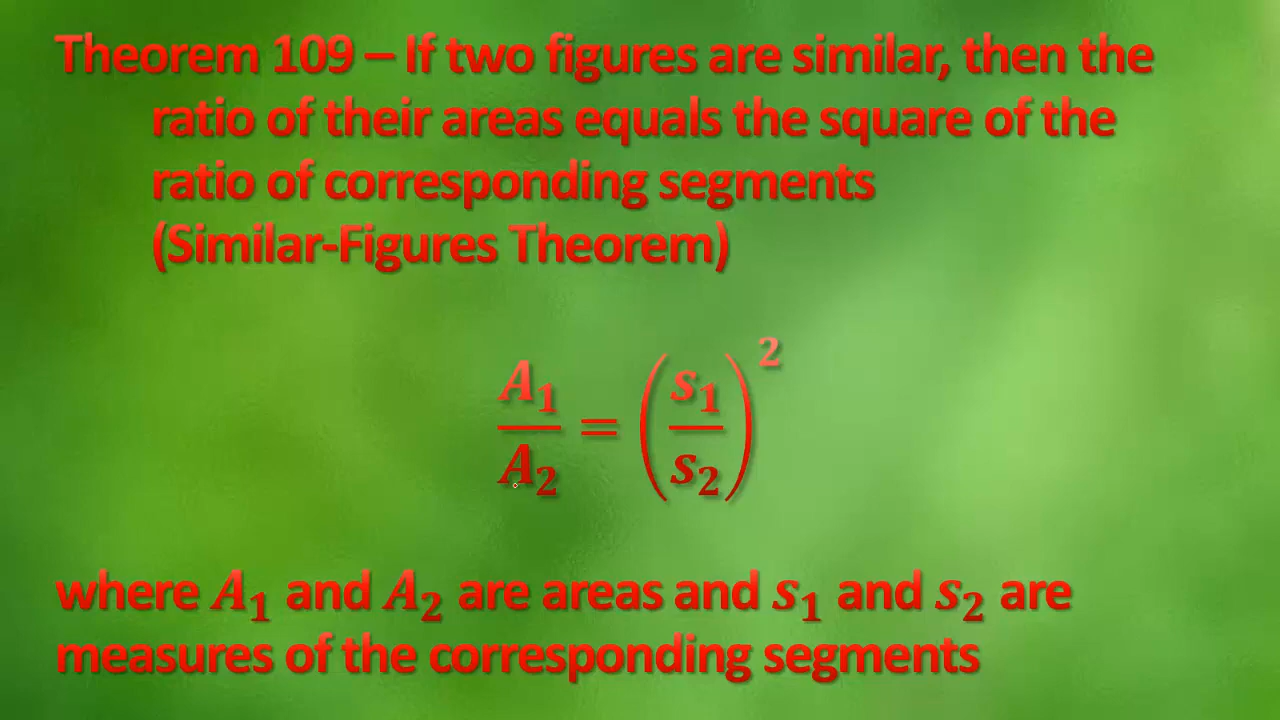 Theorem 109 – If two figures are similar, then the
ratio of their areas equals the square of the
ratio of corresponding segments
(Similar-Figures Theorem)
A₁/A₂ = (s₁/s₂)²
where A₁ and A₂ are areas and s₁ and s₂ are
measures of the corresponding segments